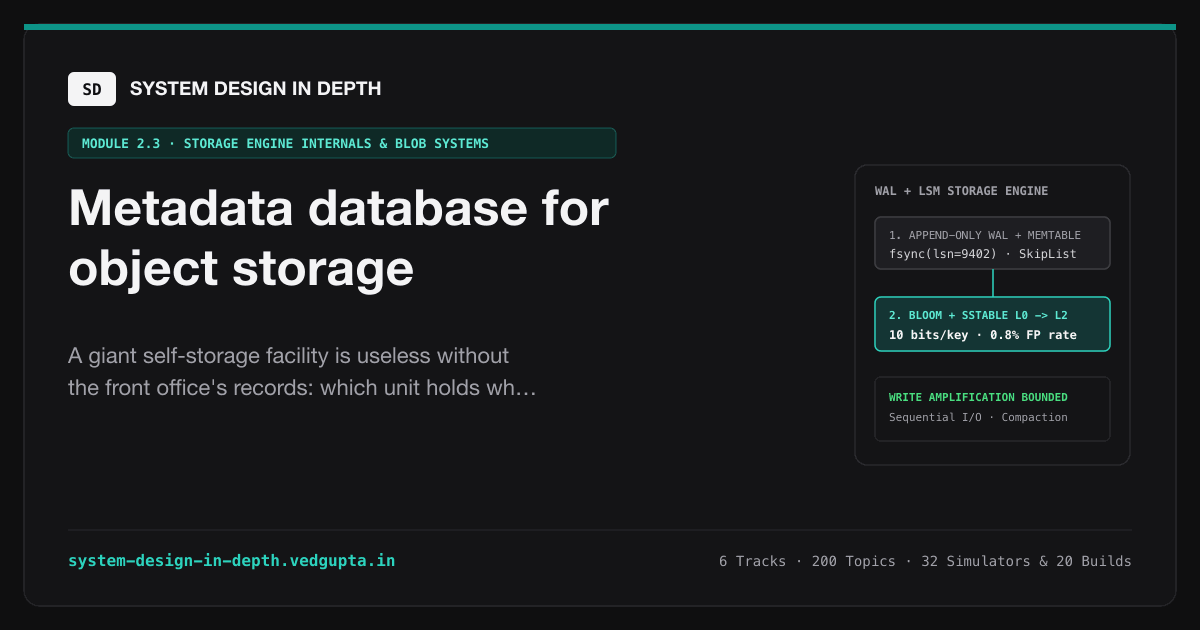 SD SYSTEM DESIGN IN DEPTH
MODULE 2.3 · STORAGE ENGINE INTERNALS & BLOB SYSTEMS
Metadata database for
object storage
A giant self-storage facility is useless without
the front office's records: which unit holds wh…
WAL + LSM STORAGE ENGINE
1. APPEND-ONLY WAL + MEMTABLE
fsync(lsn=9402) · SkipList
2. BLOOM + SSTABLE L0 -> L2
10 bits/key · 0.8% FP rate
WRITE AMPLIFICATION BOUNDED
Sequential I/O · Compaction
system-design-in-depth.vedgupta.in
6 Tracks · 200 Topics · 32 Simulators & 20 Builds